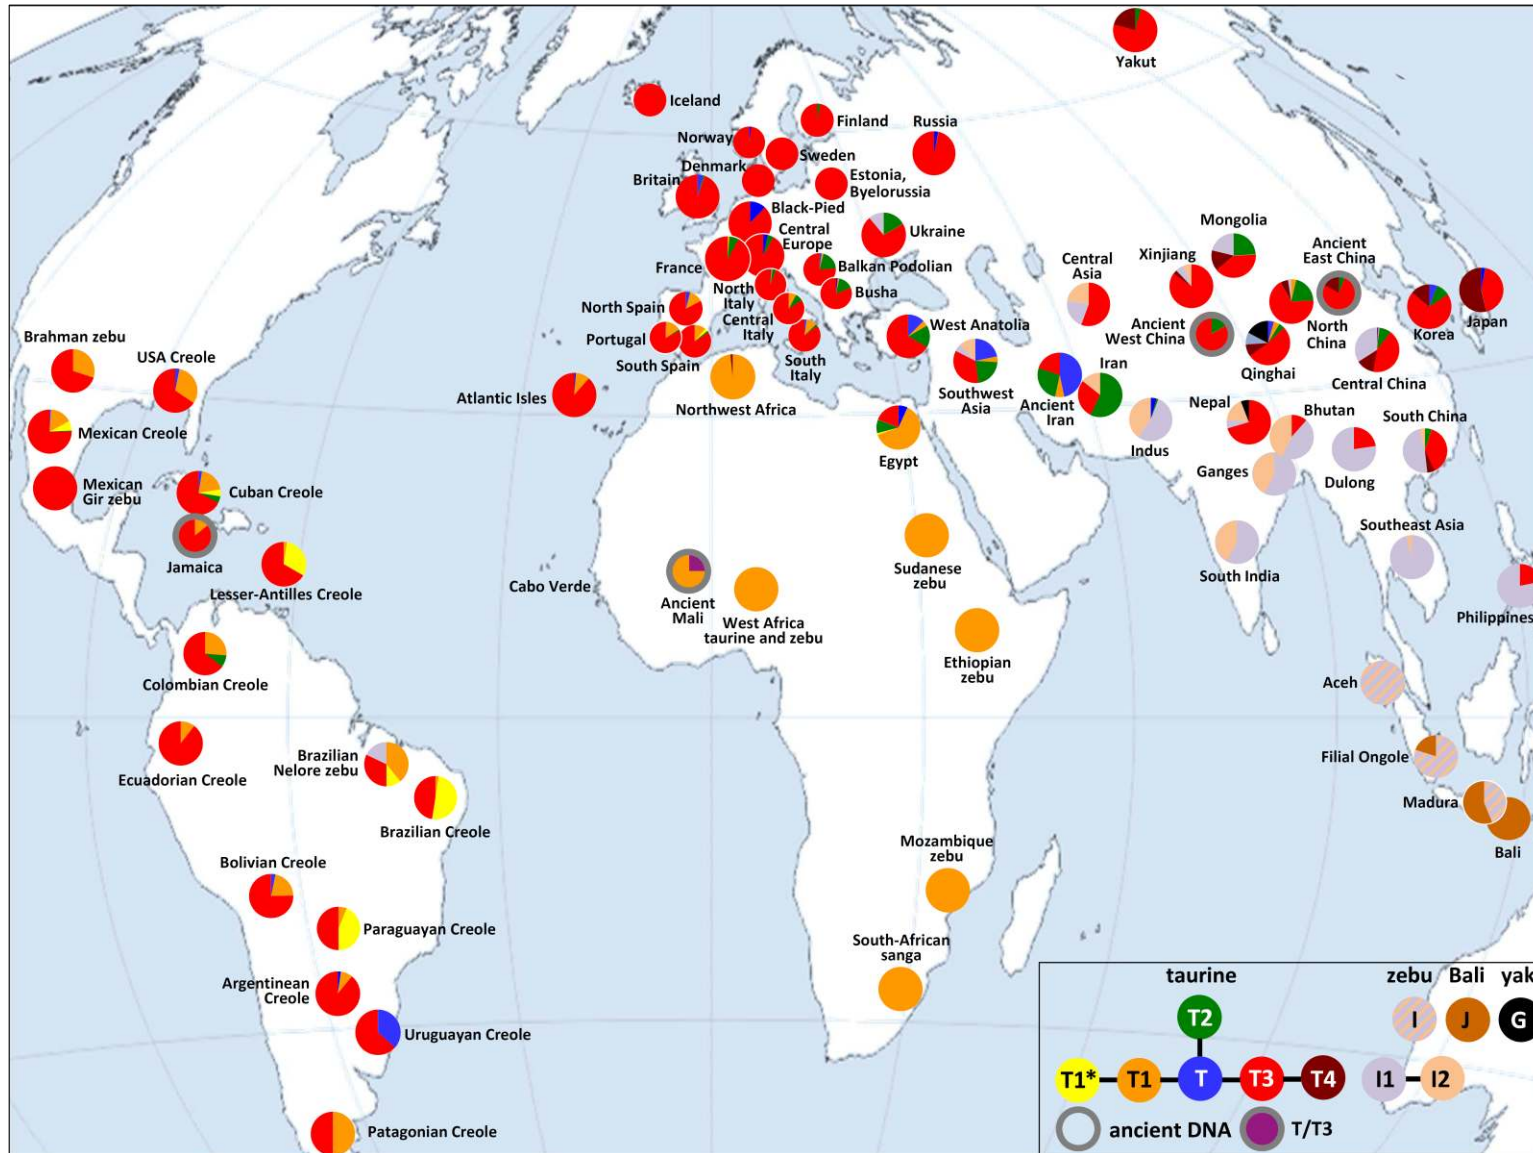 Yakut
Iceland
Finland
Russia
Norway
Sweden
Denmark
Britain
Estonia,
Byelorussia
Black-Pied
Central
Europe
Ukraine
France
Balkan Podolian
Busha
North
Italy
Central
Italy
South
Italy
North Spain
Portugal
South Spain
Atlantic Isles
Northwest Africa
West Anatolia
Southwest
Asia
Ancient
Iran
Iran
Egypt
Central
Asia
Xinjiang
Mongolia
Ancient
East China
Ancient
West China
North
China
Qinghai
Korea
Japan
Central China
Nepal
Bhutan
South China
Indus
Ganges
Dulong
South India
Southeast Asia
Philippines
Aceh
Filial Ongole
Madura
Bali
Brahman zebu
USA Creole
Mexican Creole
Mexican
Gir zebu
Cuban Creole
Jamaica
Lesser-Antilles Creole
Colombian Creole
Ecuadorian Creole
Brazilian
Nelore zebu
Brazilian Creole
Bolivian Creole
Paraguayan Creole
Argentinean
Creole
Uruguayan Creole
Patagonian Creole
Cabo Verde
Ancient
Mali
West Africa
taurine and zebu
Sudanese
zebu
Ethiopian
zebu
Mozambique
zebu
South-African
sanga
taurine zebu Bali yak
T2 I J G
T1* T1 T T3 T4 I1 I2
ancient DNA T/T3